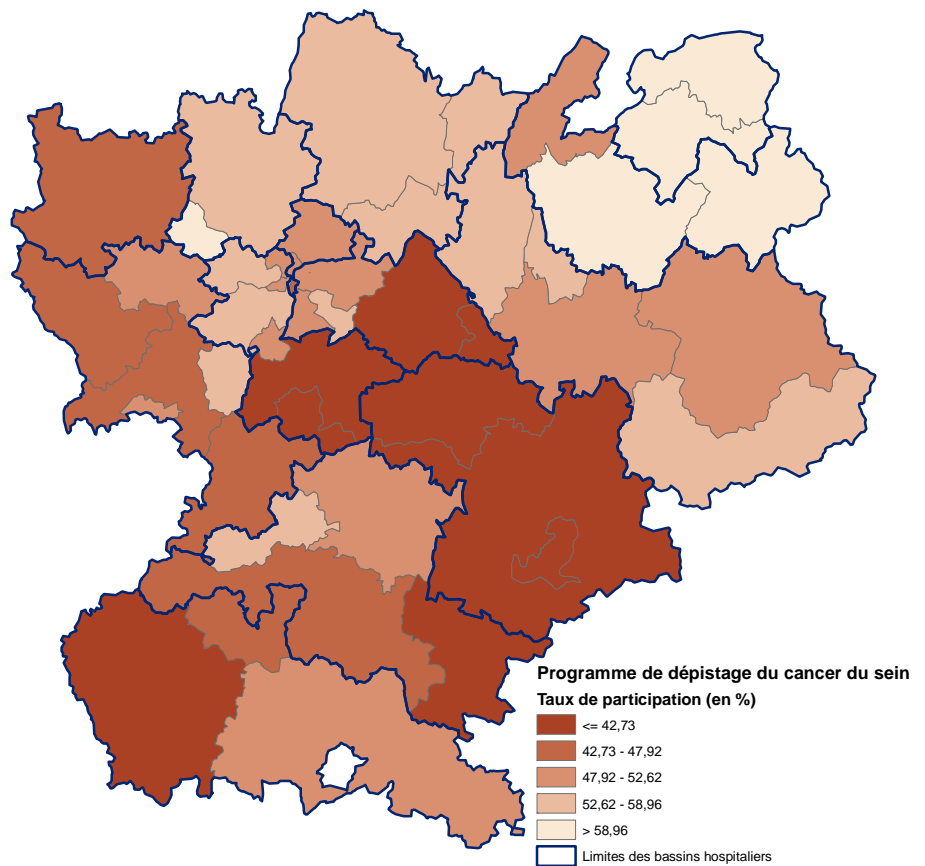 Programme de dépistage du cancer du sein
Taux de participation (en %)
<= 42,73
42,73 - 47,92
47,92 - 52,62
52,62 - 58,96
> 58,96
Limites des bassins hospitaliers